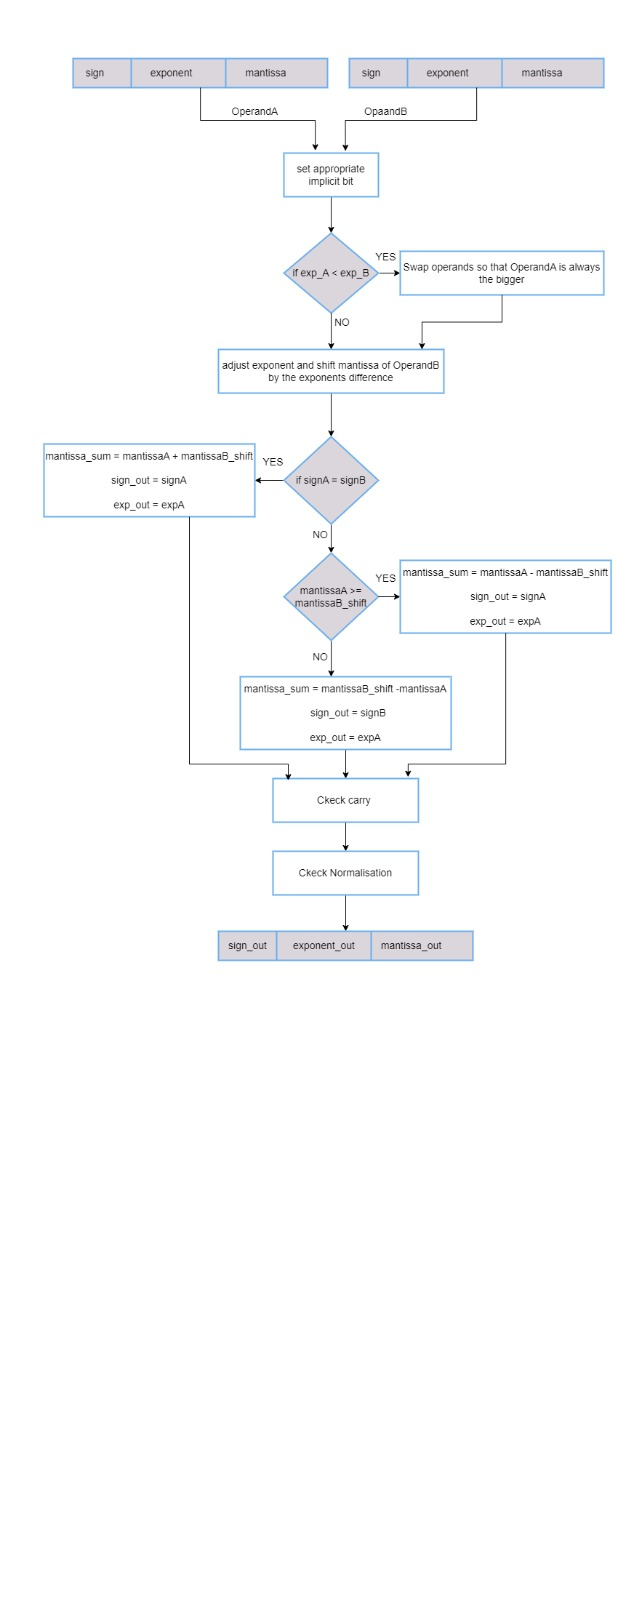 sign exponent mantissa
sign exponent mantissa
OperandA
OpaandB
set appropriate
implicit bit
if exp_A < exp_B
YES
Swap operands so that OperandA is always
the bigger
NO
adjust exponent and shift mantissa of OperandB
by the exponents difference
if signA = signB
YES
mantissa_sum = mantissaA + mantissaB_shift
sign_out = signA
exp_out = expA
NO
mantissaA >=
mantissaB_shift
YES
mantissa_sum = mantissaA - mantissaB_shift
sign_out = signA
exp_out = expA
NO
mantissa_sum = mantissaB_shift -mantissaA
sign_out = signB
exp_out = expA
Ckeck carry
Ckeck Normalisation
sign_out exponent_out mantissa_out